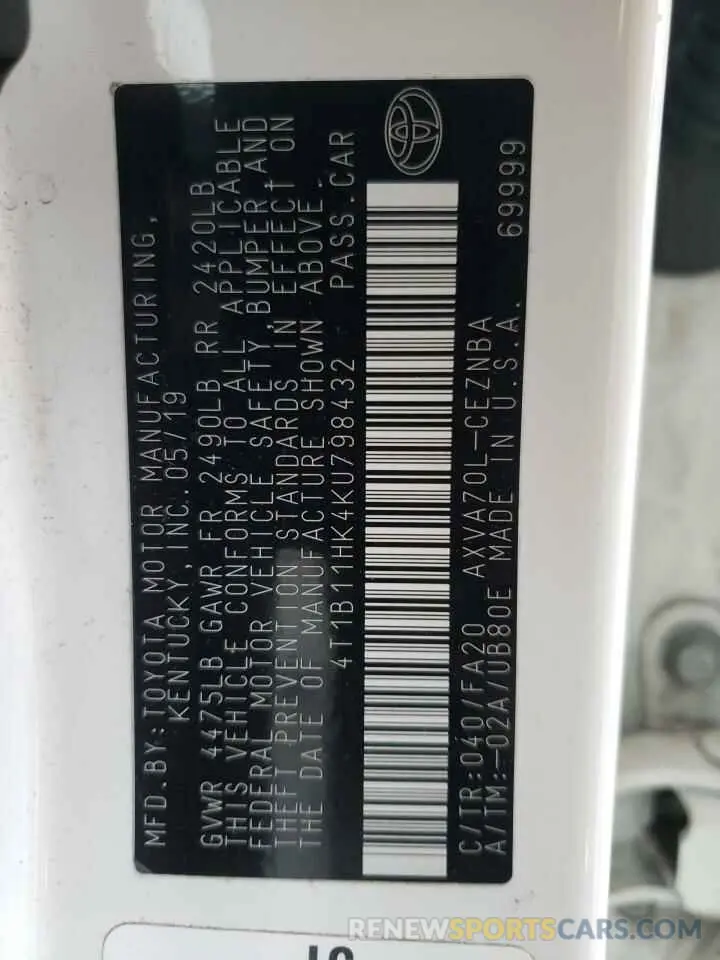 MFD.BY:TOYOTA MOTOR MANUFACTURING,
KENTUCKY,INC.05/19
GVWR 4475LB GAWR FR 2490LB RR 2420LB
THIS VEHICLE CONFORMS TO ALL APPLICABLE
FEDERAL MOTOR VEHICLE SAFETY,BUMPER,AND
THEFT PREVENTION STANDARDS IN EFFECT ON
THE DATE OF MANUFACTURE SHOWN ABOVE.
4T1B11HK4KU798432 PASS.CAR
C/TR:040/FA20 AXVA70L-CEZNBA
A/TM:-02A/UB80E MADE IN U.S.A. 69999
RENEWSPORTSCARS.COM